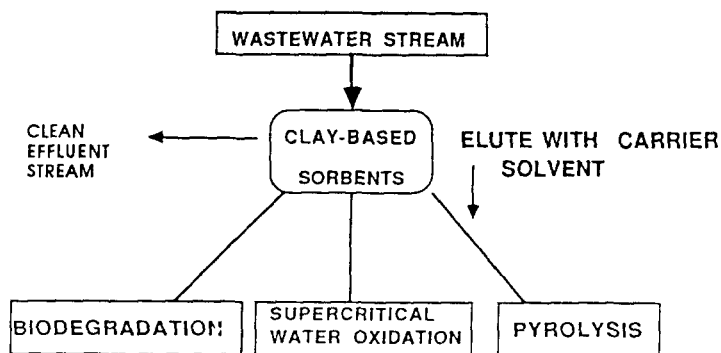 WASTEWATER STREAM
CLEAN
EFFLUENT
STREAM
CLAY-BASED
SORBENTS
ELUTE WITH CARRIER
SOLVENT
BIODEGRADATION
SUPERCRITICAL
WATER OXIDATION
PYROLYSIS